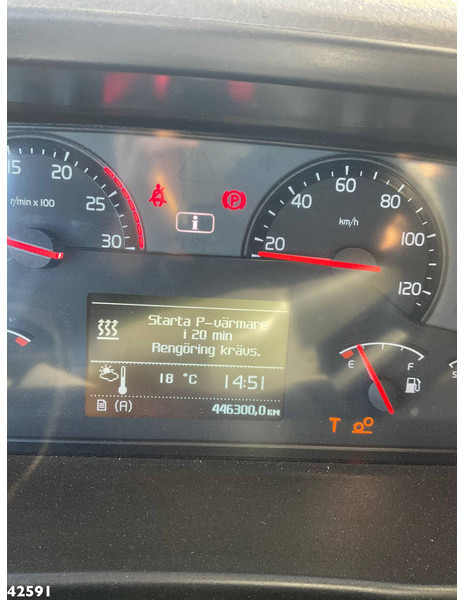 15
20
25
30
r/min x 100
P
i
20
40
60
80
100
120
km/h
Starta P-värmare
i 20 min
Rengöring krävs.
18 °C 14:51
(A) 446300,0 KM
E F
T
42591